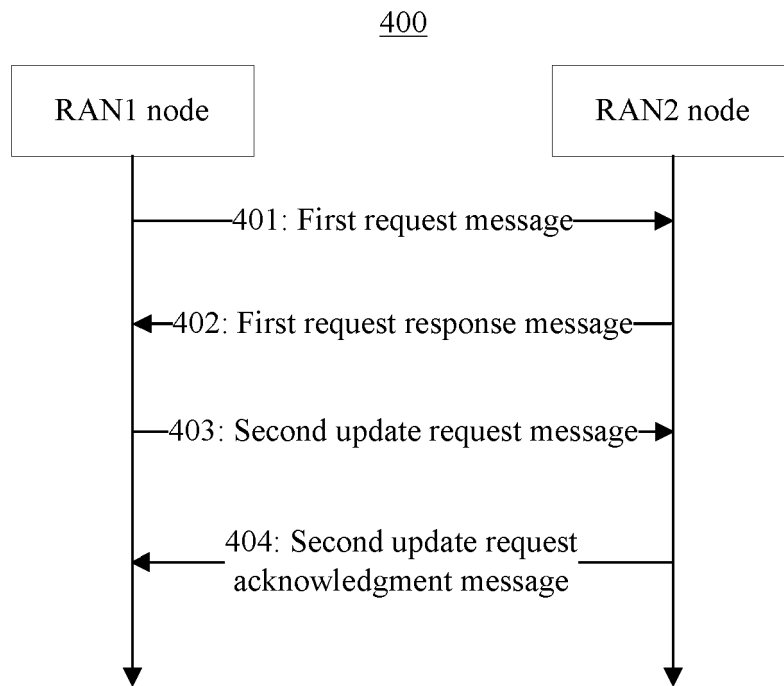 400
RAN1 node
RAN2 node
401: First request message
402: First request response message
403: Second update request message
404: Second update request
acknowledgment message